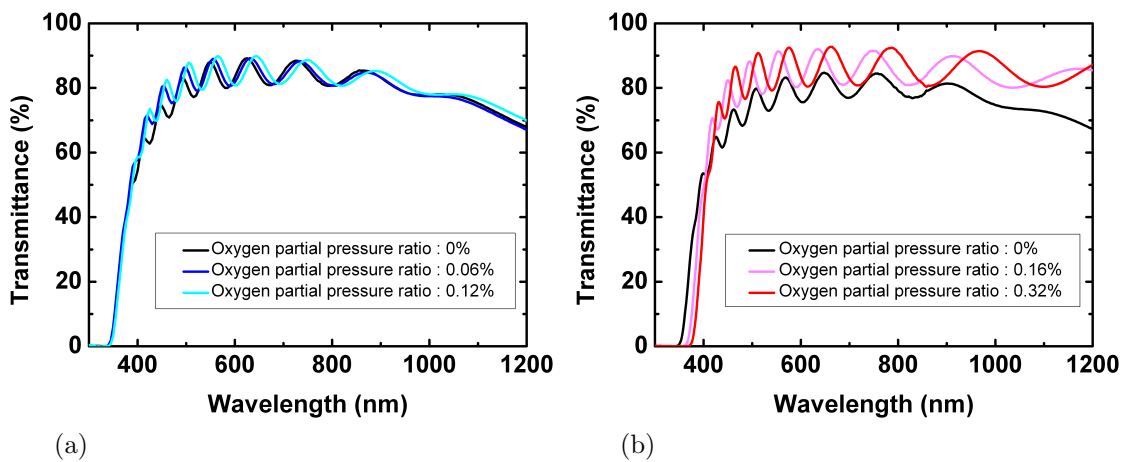 100
80
60
40
20
0
Transmittance (%)
Oxygen partial pressure ratio : 0%
Oxygen partial pressure ratio : 0.06%
Oxygen partial pressure ratio : 0.12%
400 600 800 1000 1200
Wavelength (nm)
(a)
100
80
60
40
20
0
Transmittance (%)
Oxygen partial pressure ratio : 0%
Oxygen partial pressure ratio : 0.16%
Oxygen partial pressure ratio : 0.32%
400 600 800 1000 1200
Wavelength (nm)
(b)